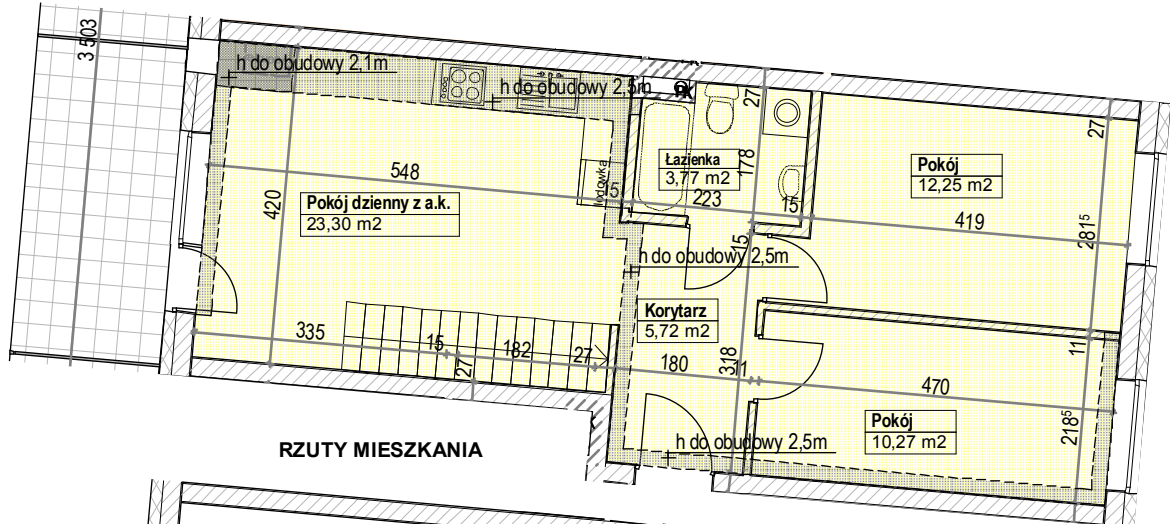 3 503
h do obudowy 2,1m
h do obudowy 2,5m
27
27
548
15
lodówka
Łazienka
3,77 m2
178
223
15
Pokój
12,25 m2
419
281⁵
420
Pokój dzienny z a.k.
23,30 m2
15
h do obudowy 2,5m
Korytarz
5,72 m2
335
15
182
27
27
180
318
11
470
11
Pokój
10,27 m2
218⁵
h do obudowy 2,5m
RZUTY MIESZKANIA